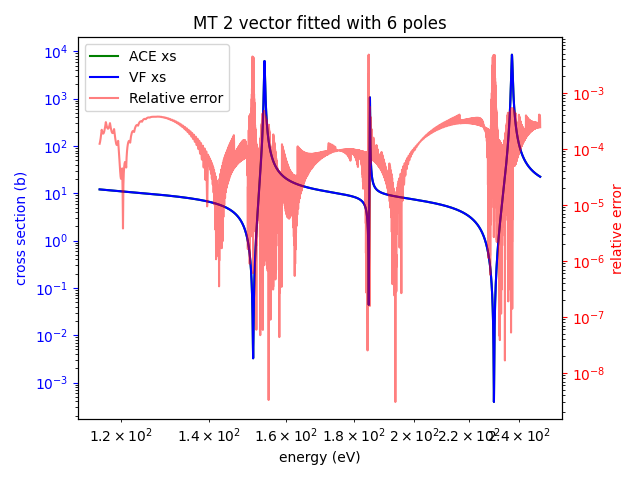 MT 2 vector fitted with 6 poles
ACE xs
VF xs
Relative error
cross section (b)
10⁴
10³
10²
10¹
10⁰
10⁻¹
10⁻²
10⁻³
10⁻³
10⁻⁴
10⁻⁵
10⁻⁶
10⁻⁷
10⁻⁸
relative error
1.2 × 10² 1.4 × 10² 1.6 × 10² 1.8 × 10² 2 × 10² 2.2 × 10² 2.4 × 10²
energy (eV)